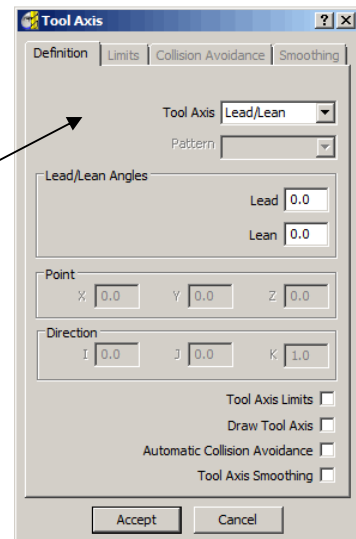 Tool Axis
Definition Limits Collision Avoidance Smoothing
Tool Axis Lead/Lean
Pattern
Lead/Lean Angles
Lead 0.0
Lean 0.0
Point
X 0.0 Y 0.0 Z 0.0
Direction
I 0.0 J 0.0 K 1.0
Tool Axis Limits
Draw Tool Axis
Automatic Collision Avoidance
Tool Axis Smoothing
Accept Cancel